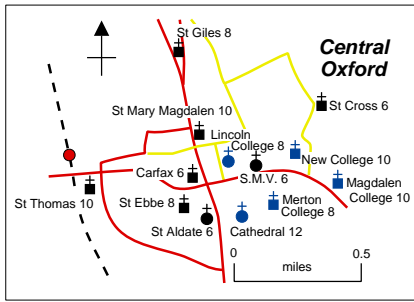 St Giles 8
Central
Oxford
St Cross 6
St Mary Magdalen 10
Lincoln
College 8
New College 10
Carfax 6
S.M.V. 6
Magdalen
College 10
St Thomas 10
St Ebbe 8
Merton
College 8
St Aldate 6
Cathedral 12
0
0.5
miles